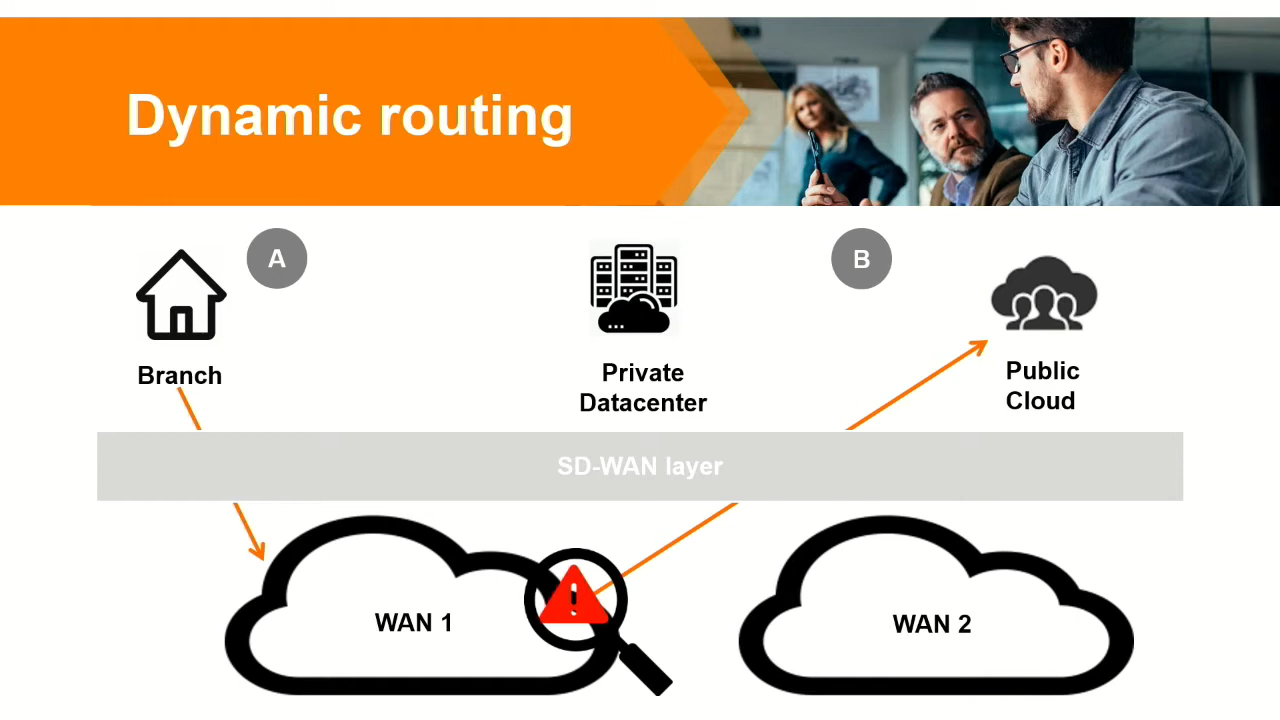 Dynamic routing
A
B
Branch
Private
Datacenter
Public
Cloud
SD-WAN layer
WAN 1
WAN 2